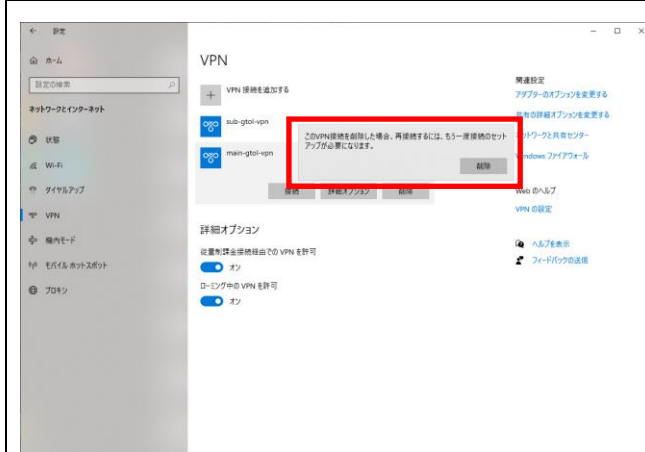 設定
ホーム
設定の検索
ネットワークとインターネット
状態
Wi-Fi
ダイヤルアップ
VPN
機内モード
モバイル ホットスポット
プロキシ
VPN
VPN 接続を追加する
sub-gtol-vpn
main-gtol-vpn
このVPN接続を削除した場合、再接続するには、もう一度接続のセット
アップが必要になります。
削除
接続
詳細オプション
削除
詳細オプション
従量制課金接続経由での VPN を許可
オン
ローミング中の VPN を許可
オン
関連設定
アダプターのオプションを変更する
共有の詳細オプションを変更する
ネットワークと共有センター
Windows ファイアウォール
Web のヘルプ
VPN の設定
ヘルプを表示
フィードバックの送信